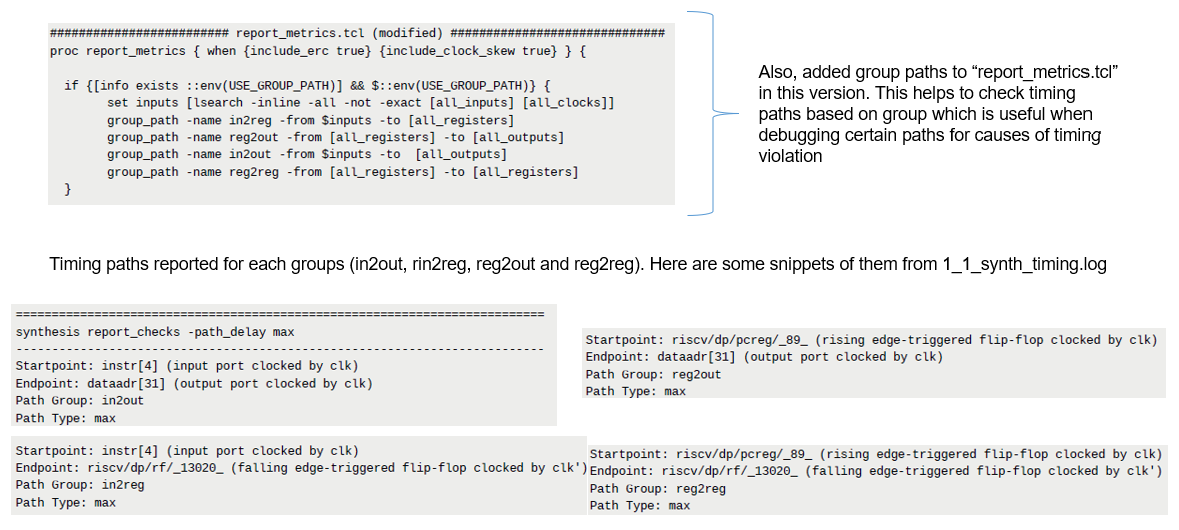 ######################### report_metrics.tcl (modified) ##############################
proc report_metrics { when {include_erc true} {include_clock_skew true} } {
if {[info exists ::env(USE_GROUP_PATH)] && $::env(USE_GROUP_PATH)} {
set inputs [lsearch -inline -all -not -exact [all_inputs] [all_clocks]]
group_path -name in2reg -from $inputs -to [all_registers]
group_path -name reg2out -from [all_registers] -to [all_outputs]
group_path -name in2out -from $inputs -to  [all_outputs]
group_path -name reg2reg -from [all_registers] -to [all_registers]
}
Also, added group paths to “report_metrics.tcl”
in this version. This helps to check timing
paths based on group which is useful when
debugging certain paths for causes of timing
violation
Timing paths reported for each groups (in2out, rin2reg, reg2out and reg2reg). Here are some snippets of them from 1_1_synth_timing.log
==========================================================================
synthesis report_checks -path_delay max
--------------------------------------------------------------------------
Startpoint: instr[4] (input port clocked by clk)
Endpoint: dataadr[31] (output port clocked by clk)
Path Group: in2out
Path Type: max
Startpoint: riscv/dp/pcreg/_89_ (rising edge-triggered flip-flop clocked by clk)
Endpoint: dataadr[31] (output port clocked by clk)
Path Group: reg2out
Path Type: max
Startpoint: instr[4] (input port clocked by clk)
Endpoint: riscv/dp/rf/_13020_ (falling edge-triggered flip-flop clocked by clk')
Path Group: in2reg
Path Type: max
Startpoint: riscv/dp/pcreg/_89_ (rising edge-triggered flip-flop clocked by clk)
Endpoint: riscv/dp/rf/_13020_ (falling edge-triggered flip-flop clocked by clk')
Path Group: reg2reg
Path Type: max